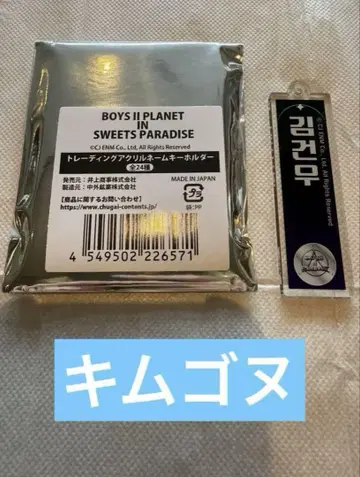 BOYS II PLANET
IN
SWEETS PARADISE
©CJ ENM Co., Ltd, All Rights Reserved
トレーディングアクリルネームキーホルダー
全24種
発売元：井上商事株式会社
製造元：中外鉱業株式会社
MADE IN JAPAN
【商品に関するお問い合わせ】
https://www.chugai-contents.jp/
プラ
袋:PP
4 549502 226571
김건우
©CJ ENM Co., Ltd, All Rights Reserved
キムゴヌ